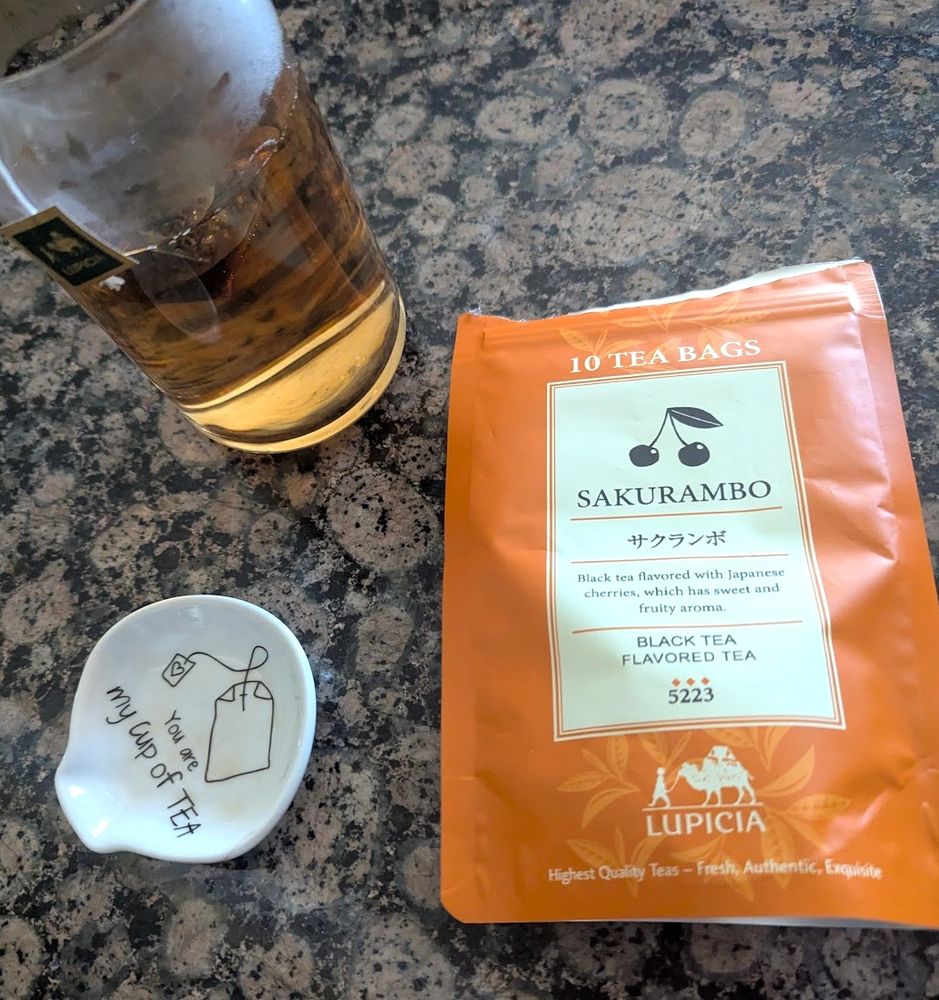 LUPICIA
10 TEA BAGS
SAKURAMBO
サクランボ
Black tea flavored with Japanese
cherries, which has sweet and
fruity aroma.
BLACK TEA
FLAVORED TEA
5223
LUPICIA
Highest Quality Teas – Fresh, Authentic, Exquisite
You are
my cup of TEA